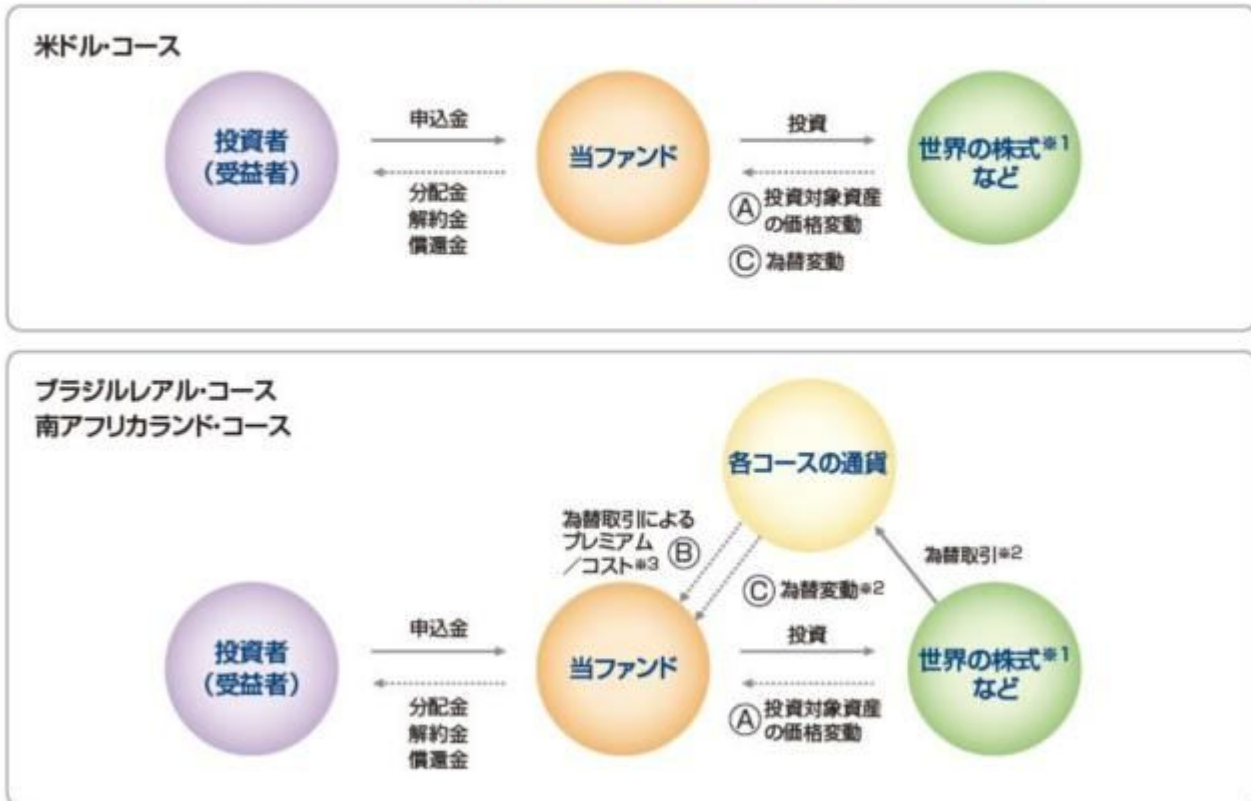 米ドル・コース
投資者
（受益者）
申込金
分配金
解約金
償還金
当ファンド
投資
Ⓐ投資対象資産
の価格変動
Ⓒ為替変動
世界の株式※1
など
ブラジルレアル・コース
南アフリカランド・コース
各コースの通貨
為替取引による
プレミアム
／コスト※3 Ⓑ
Ⓒ為替変動※2
為替取引※2
投資者
（受益者）
申込金
分配金
解約金
償還金
当ファンド
投資
Ⓐ投資対象資産
の価格変動
世界の株式※1
など